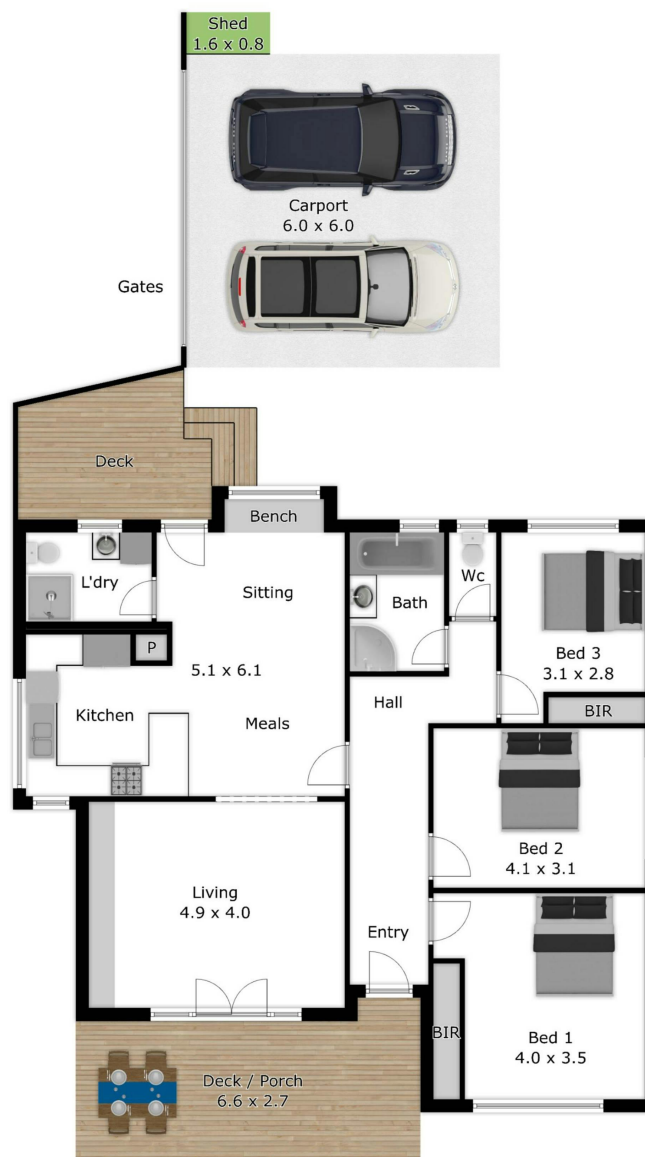 Shed
1.6 x 0.8
Carport
6.0 x 6.0
Gates
Deck
Bench
L'dry
Sitting
Bath
Wc
Bed 3
3.1 x 2.8
P
5.1 x 6.1
Kitchen
Meals
Hall
BIR
Bed 2
4.1 x 3.1
Living
4.9 x 4.0
Entry
BIR
Bed 1
4.0 x 3.5
Deck / Porch
6.6 x 2.7